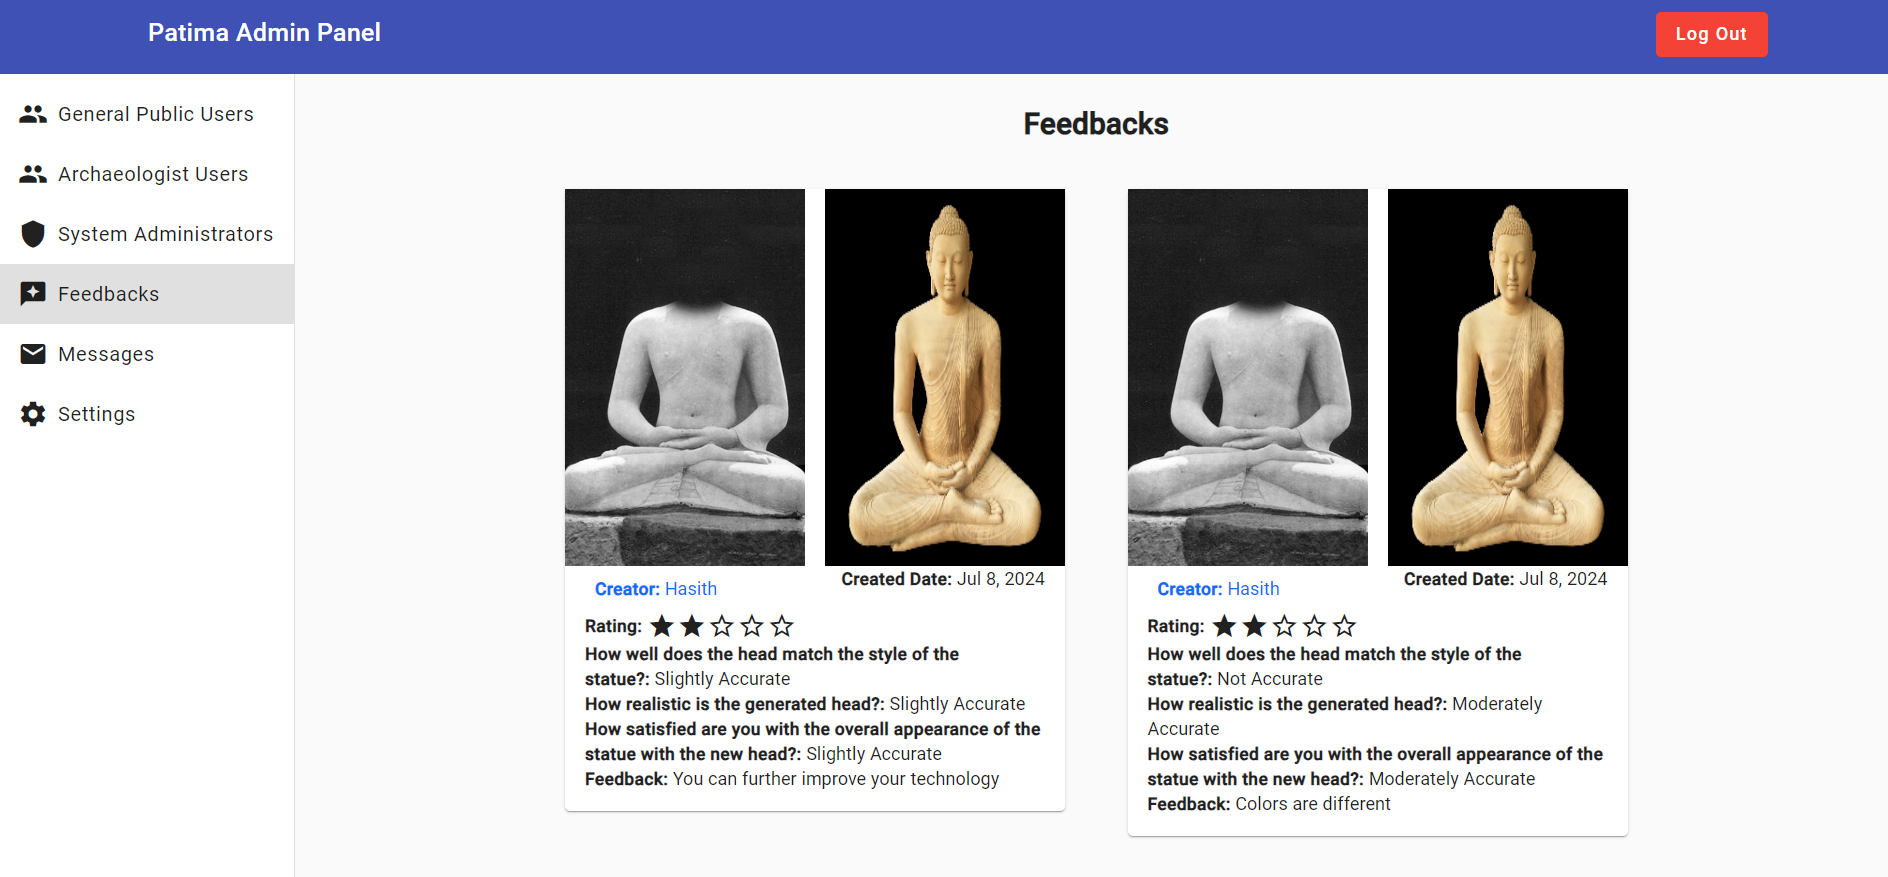 Patima Admin Panel
Log Out
General Public Users
Archaeologist Users
System Administrators
Feedbacks
Messages
Settings
Feedbacks
Creator: Hasith
Created Date: Jul 8, 2024
Rating:
How well does the head match the style of the
statue?: Slightly Accurate
How realistic is the generated head?: Slightly Accurate
How satisfied are you with the overall appearance of the
statue with the new head?: Slightly Accurate
Feedback: You can further improve your technology
Creator: Hasith
Created Date: Jul 8, 2024
Rating:
How well does the head match the style of the
statue?: Not Accurate
How realistic is the generated head?: Moderately
Accurate
How satisfied are you with the overall appearance of the
statue with the new head?: Moderately Accurate
Feedback: Colors are different